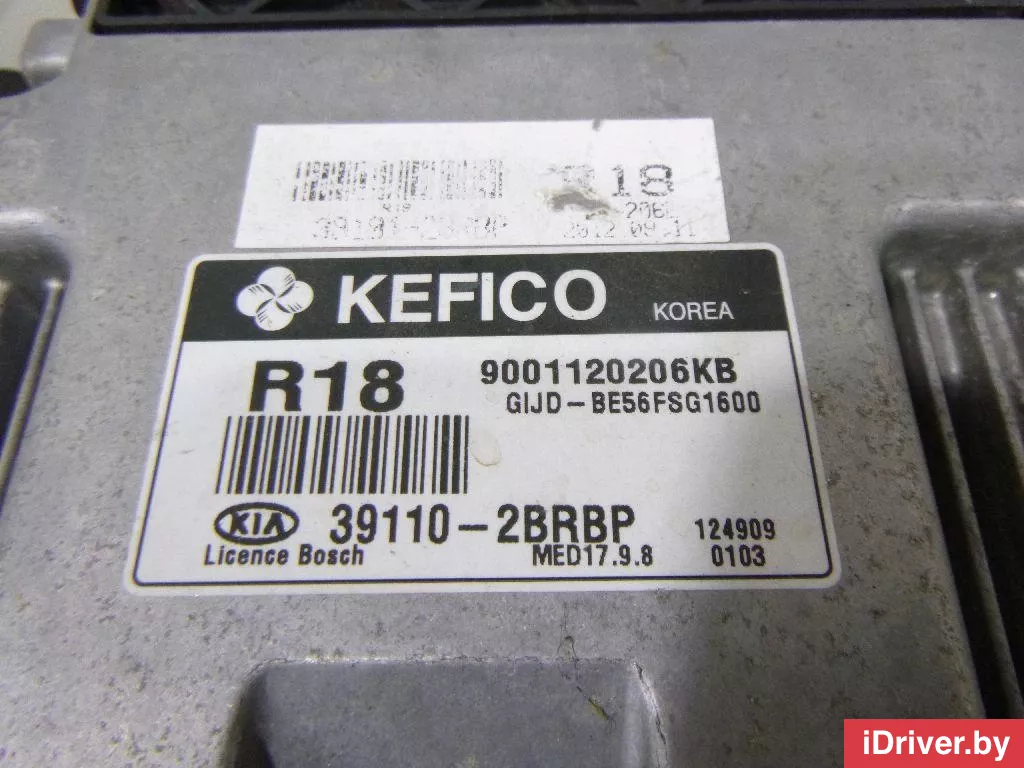 18
KEFICO
KOREA
R18
9001120206KB
GIJD-BE56FSG1600
KIA
39110-2BRBP
124909
Licence Bosch
MED17.9.8
0103
iDriver.by